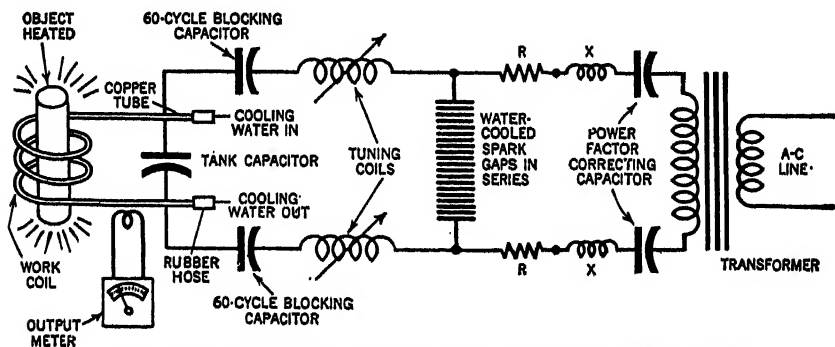 OBJECT
HEATED
60-CYCLE BLOCKING
CAPACITOR
COPPER
TUBE
COOLING
WATER IN
TANK CAPACITOR
COOLING
WATER OUT
RUBBER
HOSE
WORK
COIL
OUTPUT
METER
60-CYCLE BLOCKING
CAPACITOR
TUNING
COILS
WATER-
COOLED
SPARK
GAPS IN
SERIES
R
X
R
X
POWER
FACTOR
CORRECTING
CAPACITOR
A-C
LINE
TRANSFORMER